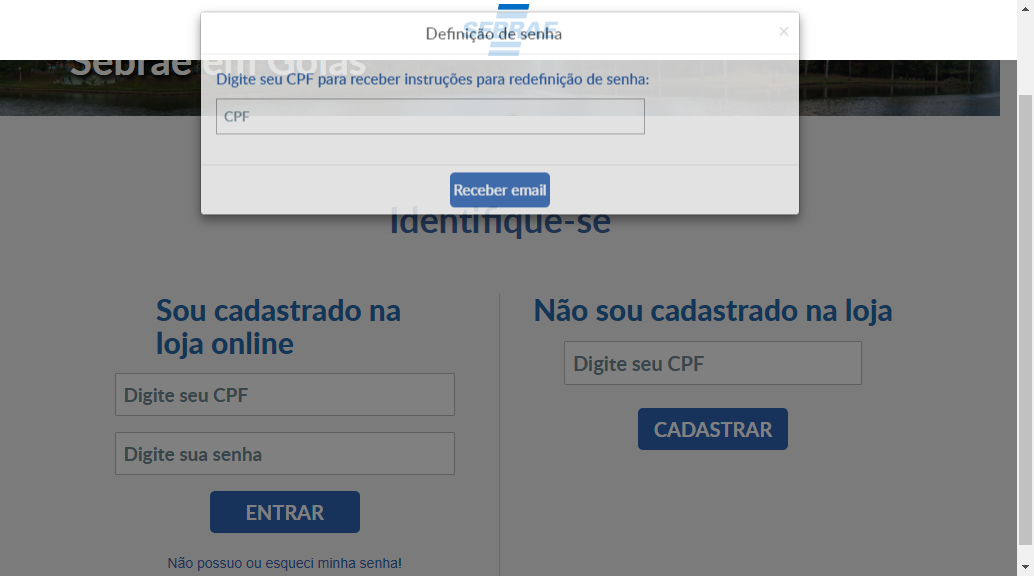 SEBRAE
Definição de senha
×
Sebrae em Goiás
Digite seu CPF para receber instruções para redefinição de senha:
CPF
Receber email
Identifique-se
Sou cadastrado na
loja online
Digite seu CPF
Digite sua senha
ENTRAR
Não possuo ou esqueci minha senha!
Não sou cadastrado na loja
Digite seu CPF
CADASTRAR